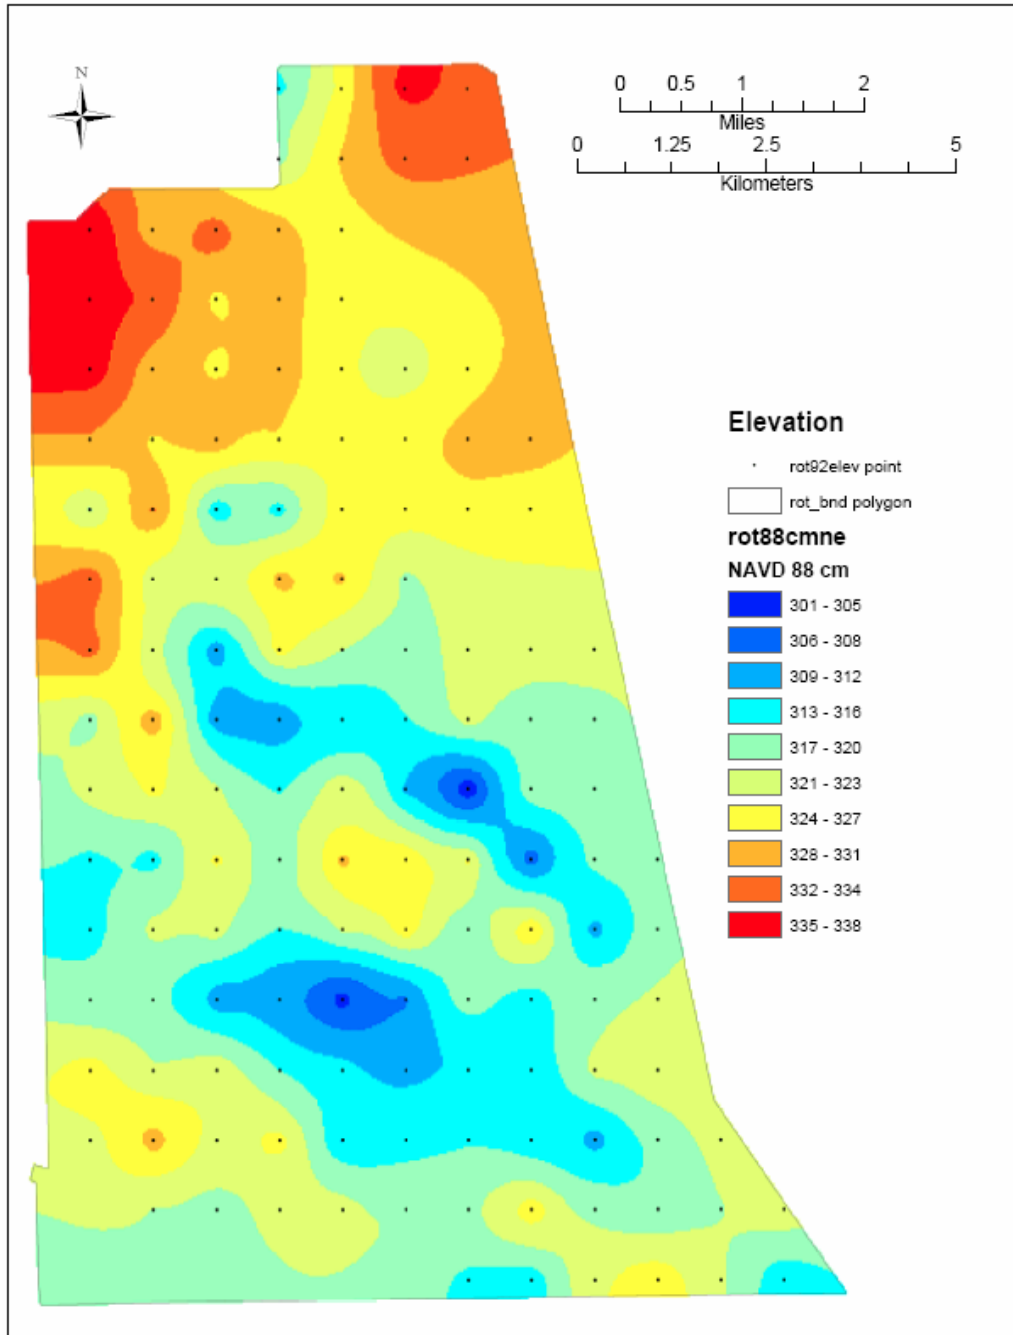 N
0 0.5 1 2
Miles
0 1.25 2.5 5
Kilometers
Elevation
rot92elev point
rot_bnd polygon
rot88cmne
NAVD 88 cm
301 - 305
306 - 308
309 - 312
313 - 316
317 - 320
321 - 323
324 - 327
328 - 331
332 - 334
335 - 338